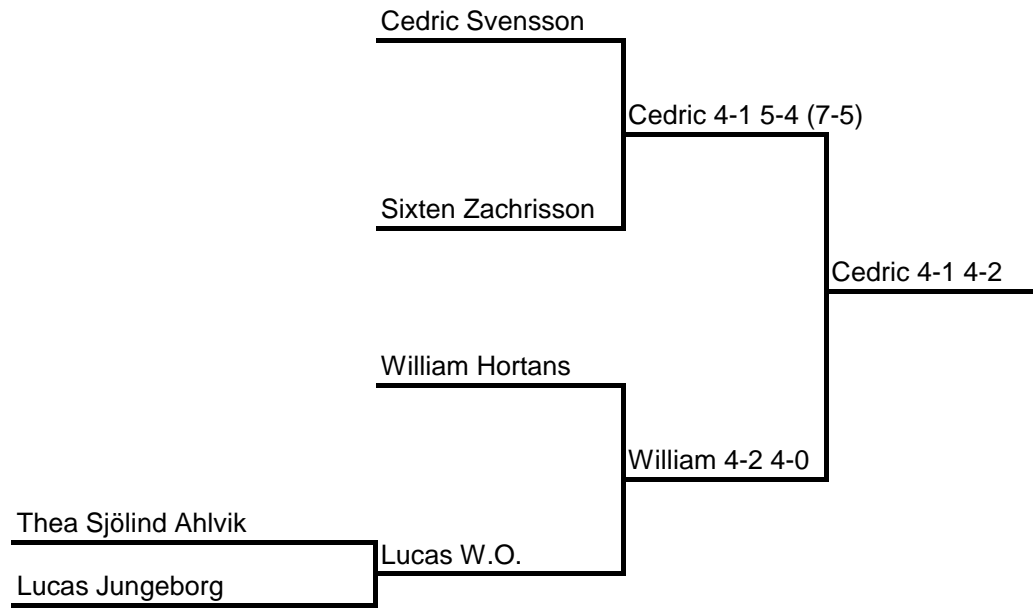 Cedric Svensson
Cedric 4-1 5-4 (7-5)
Sixten Zachrisson
Cedric 4-1 4-2
William Hortans
William 4-2 4-0
Thea Sjölind Ahlvik
Lucas W.O.
Lucas Jungeborg